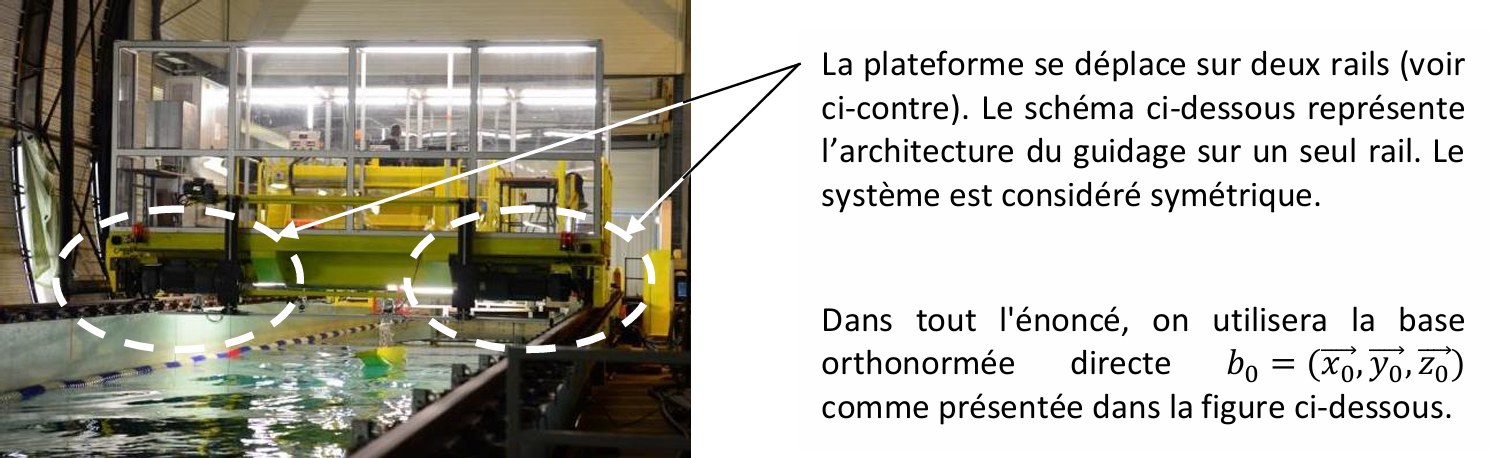 La plateforme se déplace sur deux rails (voir
ci-contre). Le schéma ci-dessous représente
l’architecture du guidage sur un seul rail. Le
système est considéré symétrique.
Dans tout l'énoncé, on utilisera la base
orthonormée directe b₀ = (x₀⃗, y₀⃗, z₀⃗)
comme présentée dans la figure ci-dessous.